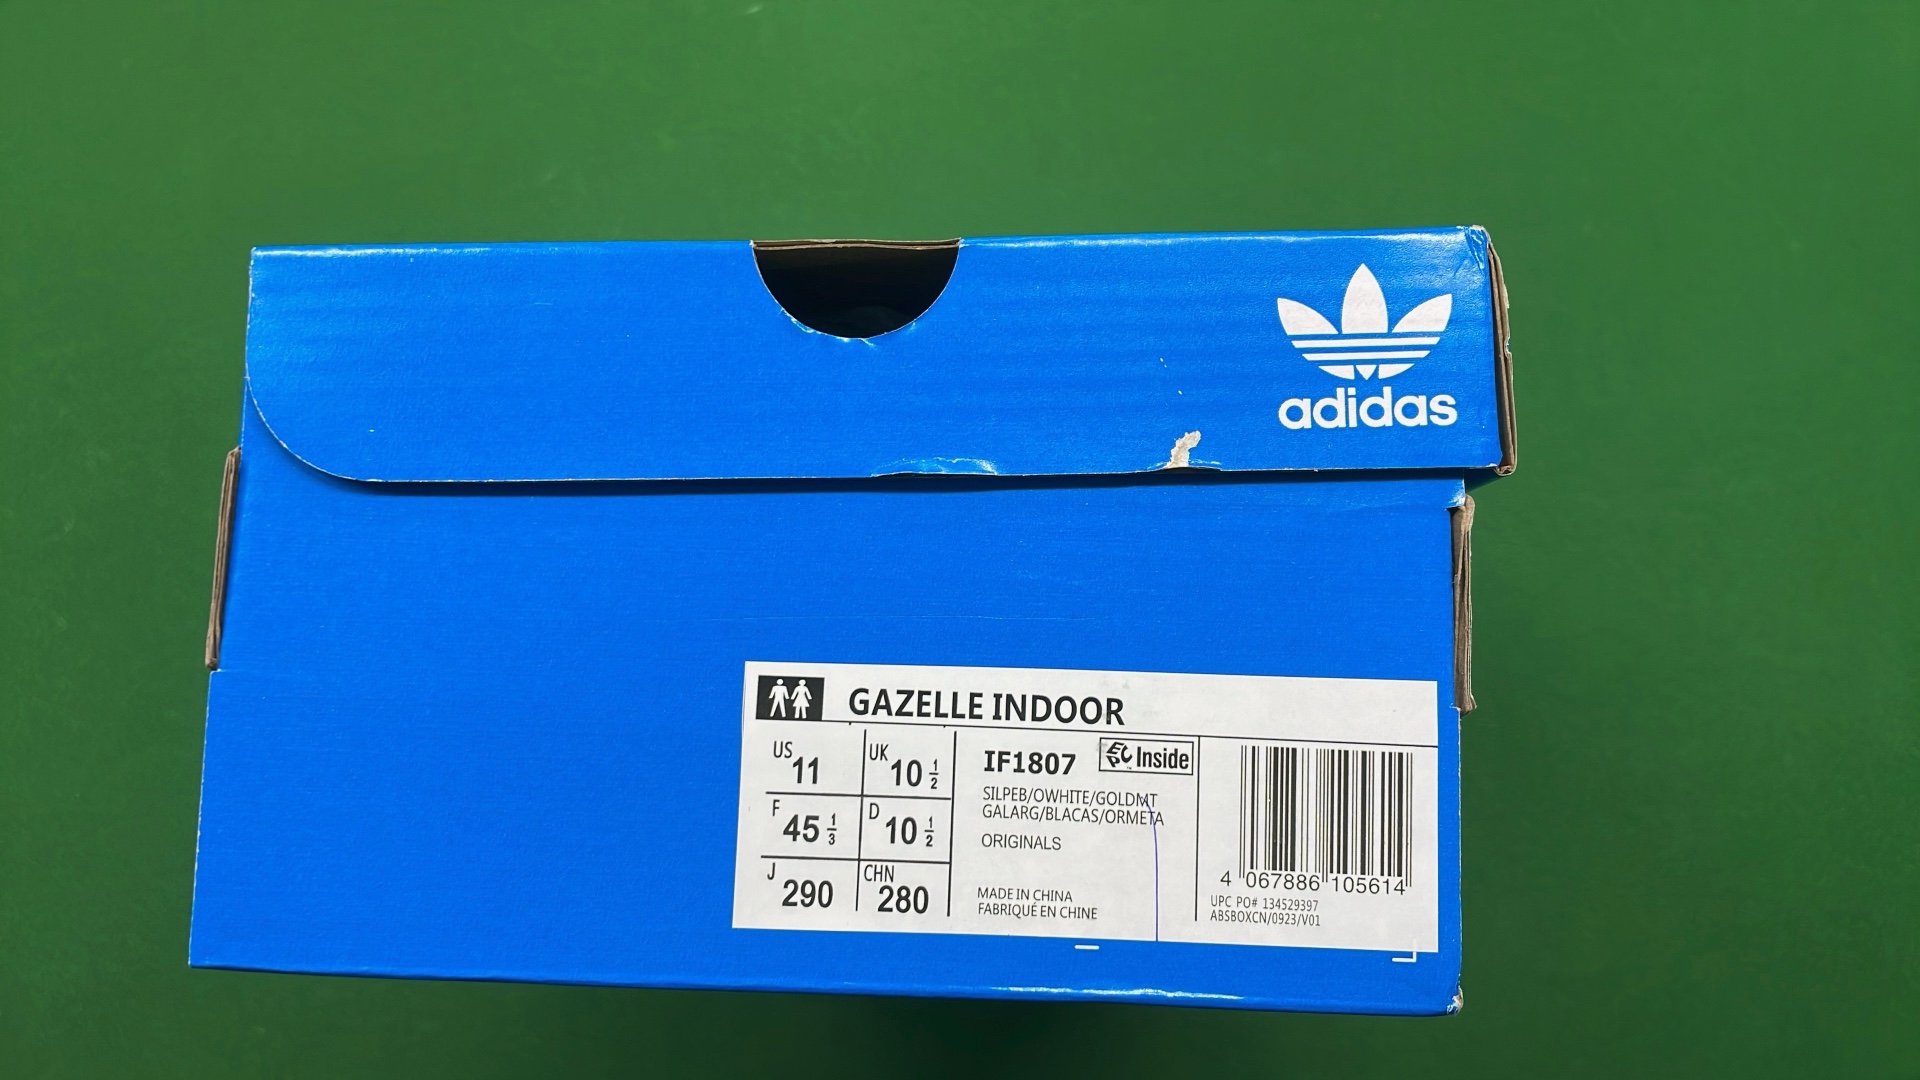 adidas
GAZELLE INDOOR
US 11
UK 10 1/2
F 45 1/3
D 10 1/2
J 290
CHN 280
IF1807
Inside
SILPEB/OWHITE/GOLDMT
GALARG/BLACAS/ORMETA
ORIGINALS
MADE IN CHINA
FABRIQUÉ EN CHINE
4 067886 105614
UPC PO# 134529397
ABSBOXCN/0923/V01